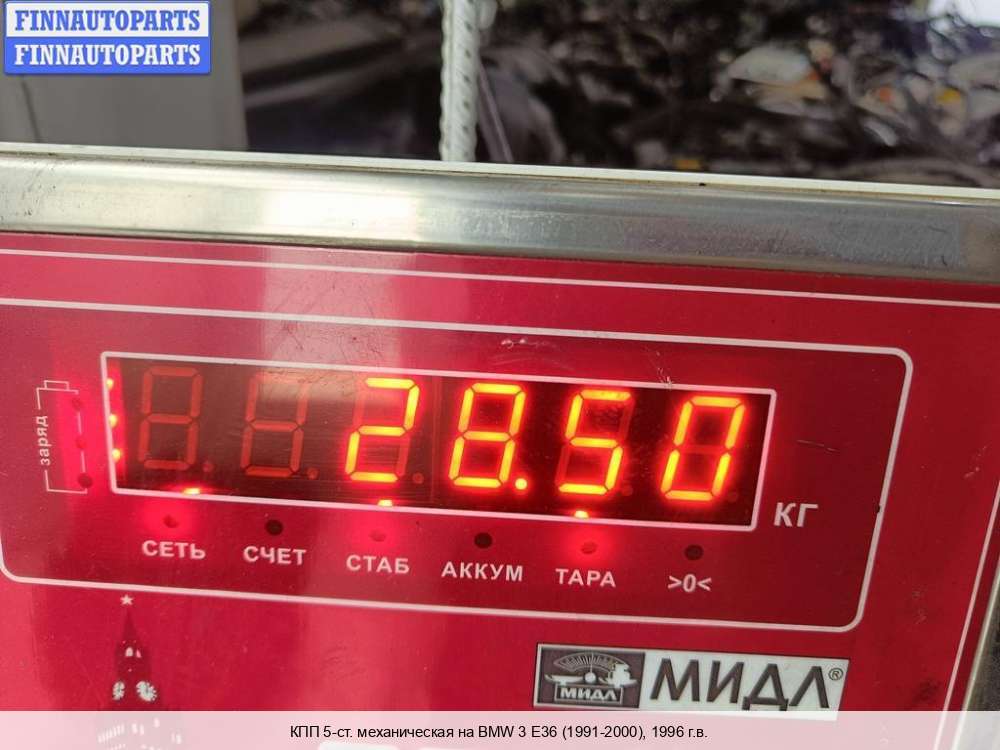 FINNAUTOPARTS
FINNAUTOPARTS
заряд
28.50
КГ
СЕТЬ СЧЕТ СТАБ АККУМ ТАРА >0<
МИДЛ
МИДЛ®
КПП 5-ст. механическая на BMW 3 E36 (1991-2000), 1996 г.в.